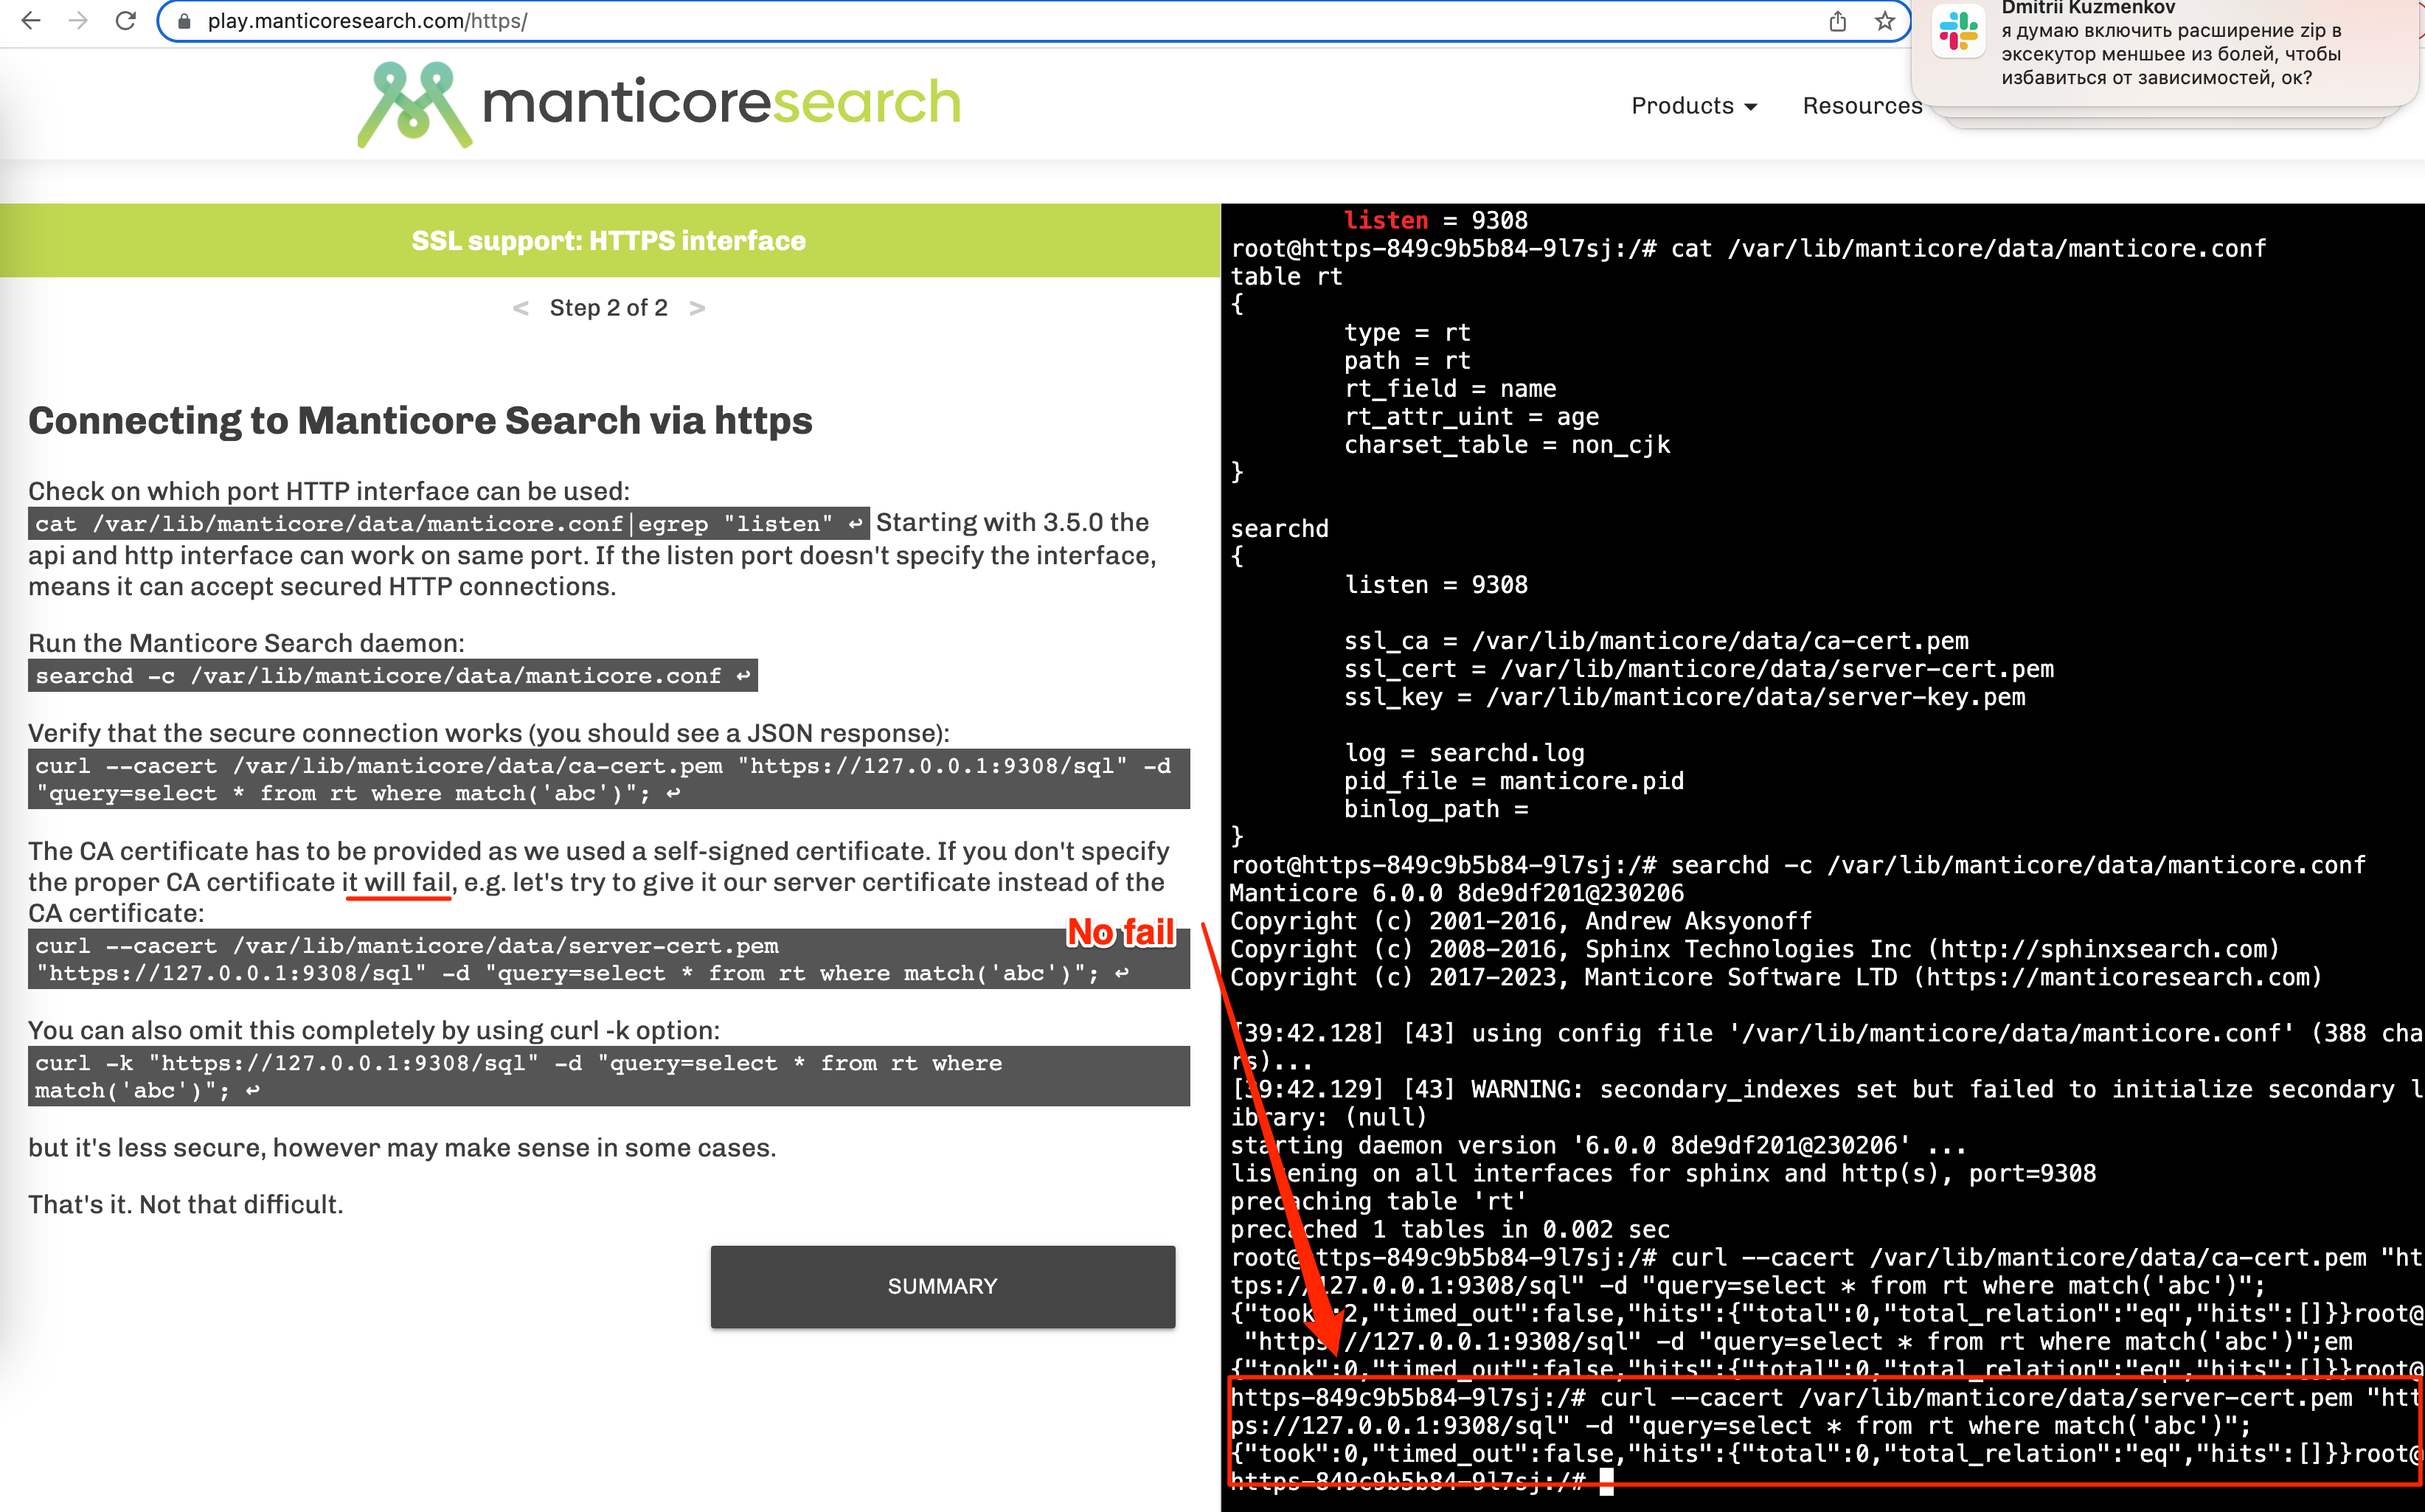 play.manticoresearch.com/https/
Dmitrii Kuzmenkov
я думаю включить расширение zip в
эксекутор меншьее из болей, чтобы
избавиться от зависимостей, ок?
manticoresearch
Products
Resources
SSL support: HTTPS interface
< Step 2 of 2 >
Connecting to Manticore Search via https
Check on which port HTTP interface can be used:
cat /var/lib/manticore/data/manticore.conf|egrep "listen" ↩ Starting with 3.5.0 the
api and http interface can work on same port. If the listen port doesn't specify the interface,
means it can accept secured HTTP connections.
Run the Manticore Search daemon:
searchd -c /var/lib/manticore/data/manticore.conf ↩
Verify that the secure connection works (you should see a JSON response):
curl --cacert /var/lib/manticore/data/ca-cert.pem "https://127.0.0.1:9308/sql" -d
"query=select * from rt where match('abc')"; ↩
The CA certificate has to be provided as we used a self-signed certificate. If you don't specify
the proper CA certificate it will fail, e.g. let's try to give it our server certificate instead of the
CA certificate:
No fail
curl --cacert /var/lib/manticore/data/server-cert.pem
"https://127.0.0.1:9308/sql" -d "query=select * from rt where match('abc')"; ↩
You can also omit this completely by using curl -k option:
curl -k "https://127.0.0.1:9308/sql" -d "query=select * from rt where
match('abc')"; ↩
but it's less secure, however may make sense in some cases.
That's it. Not that difficult.
SUMMARY
listen = 9308
root@https-849c9b5b84-9l7sj:/# cat /var/lib/manticore/data/manticore.conf
table rt
{
type = rt
path = rt
rt_field = name
rt_attr_uint = age
charset_table = non_cjk
}
searchd
{
listen = 9308
ssl_ca = /var/lib/manticore/data/ca-cert.pem
ssl_cert = /var/lib/manticore/data/server-cert.pem
ssl_key = /var/lib/manticore/data/server-key.pem
log = searchd.log
pid_file = manticore.pid
binlog_path =
}
root@https-849c9b5b84-9l7sj:/# searchd -c /var/lib/manticore/data/manticore.conf
Manticore 6.0.0 8de9df201@230206
Copyright (c) 2001-2016, Andrew Aksyonoff
Copyright (c) 2008-2016, Sphinx Technologies Inc (http://sphinxsearch.com)
Copyright (c) 2017-2023, Manticore Software LTD (https://manticoresearch.com)
[39:42.128] [43] using config file '/var/lib/manticore/data/manticore.conf' (388 cha
rs)...
[39:42.129] [43] WARNING: secondary_indexes set but failed to initialize secondary l
ibrary: (null)
starting daemon version '6.0.0 8de9df201@230206' ...
listening on all interfaces for sphinx and http(s), port=9308
precaching table 'rt'
precached 1 tables in 0.002 sec
root@https-849c9b5b84-9l7sj:/# curl --cacert /var/lib/manticore/data/ca-cert.pem "ht
tps://127.0.0.1:9308/sql" -d "query=select * from rt where match('abc')";
{"took":2,"timed_out":false,"hits":{"total":0,"total_relation":"eq","hits":[]}}root@
"https://127.0.0.1:9308/sql" -d "query=select * from rt where match('abc')";em
{"took":0,"timed_out":false,"hits":{"total":0,"total_relation":"eq","hits":[]}}root@
https-849c9b5b84-9l7sj:/# curl --cacert /var/lib/manticore/data/server-cert.pem "htt
ps://127.0.0.1:9308/sql" -d "query=select * from rt where match('abc')";
{"took":0,"timed_out":false,"hits":{"total":0,"total_relation":"eq","hits":[]}}root@
https-849c9b5b84-9l7sj:/#